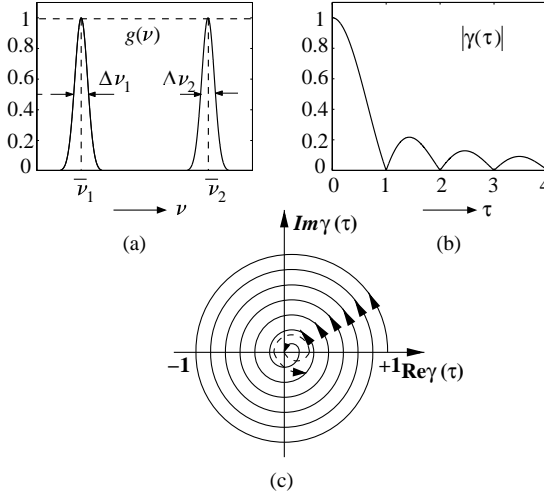 1
0.8
0.6
0.4
0.2
0
g(ν)
Δν₁
Λν₂
ν̅₁
ν̅₂
ν
(a)
1
0.8
0.6
0.4
0.2
0
|γ(τ)|
0 1 2 3 4
τ
(b)
Imγ(τ)
−1
+1 Reγ(τ)
(c)